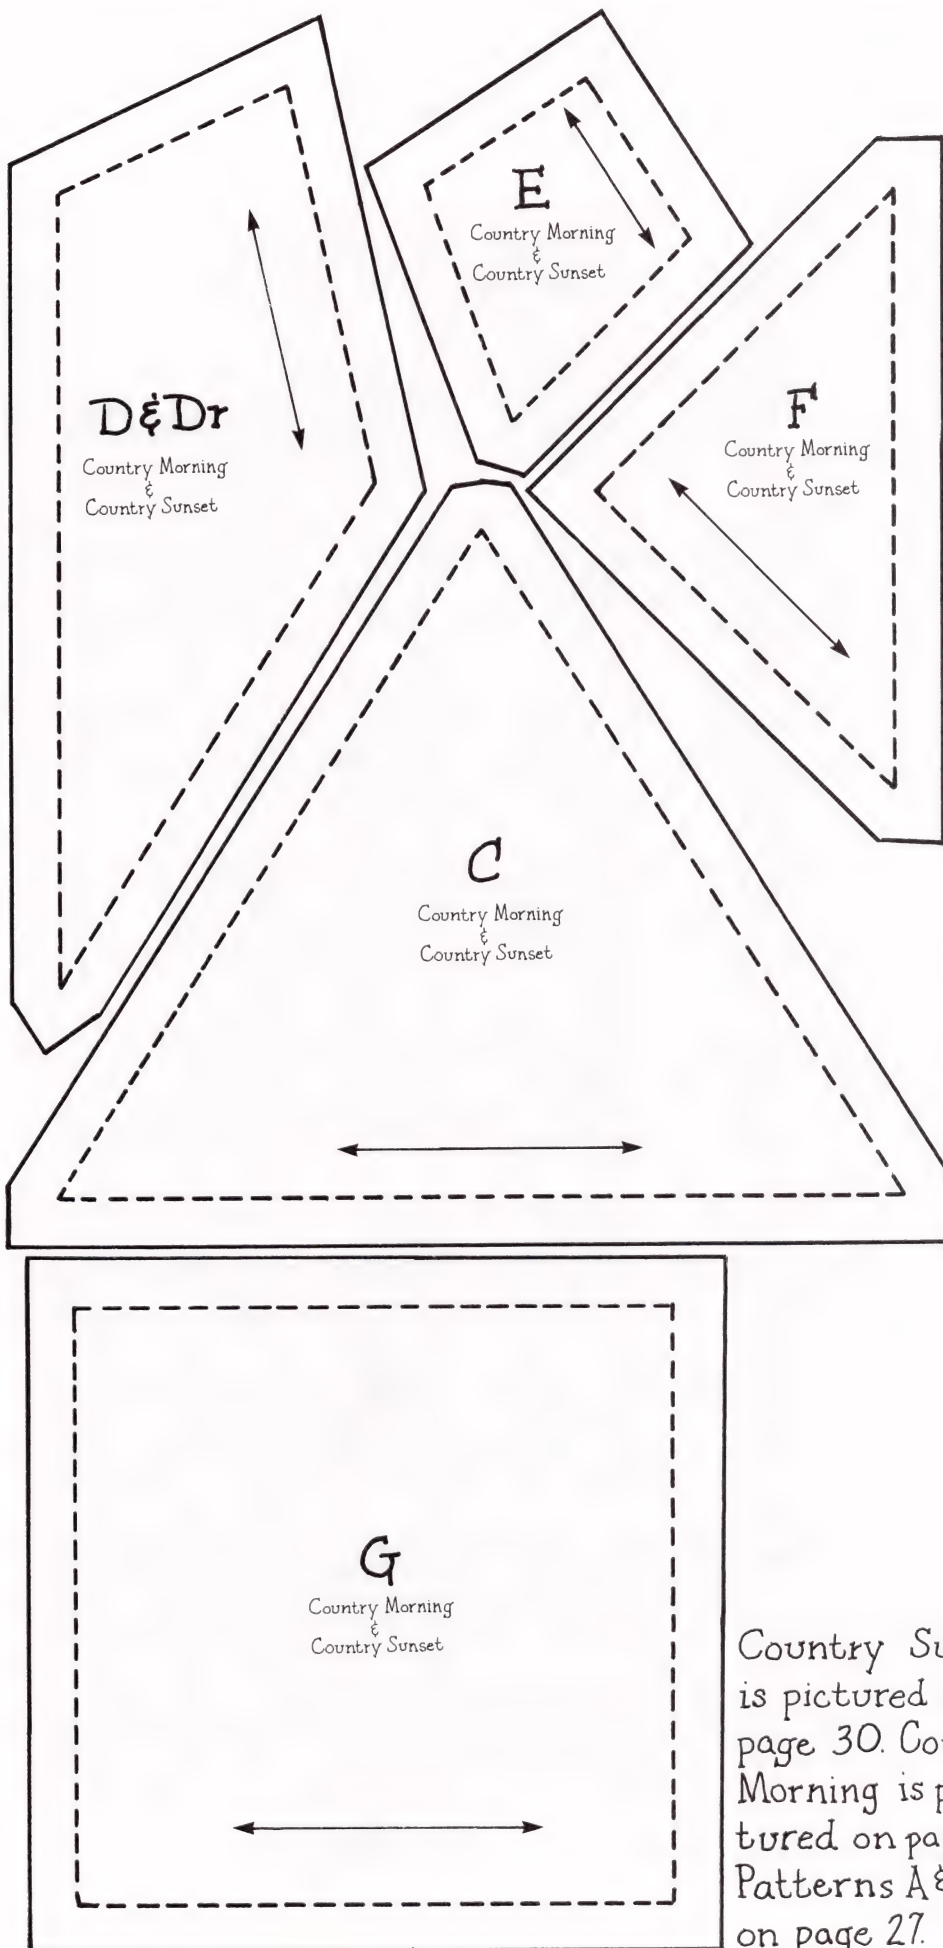 E
Country Morning
&
Country Sunset
D&Dr
Country Morning
&
Country Sunset
F
Country Morning
&
Country Sunset
C
Country Morning
&
Country Sunset
G
Country Morning
&
Country Sunset
Country Su
is pictured
page 30. Co
Morning is p
tured on pa
Patterns A&
on page 27.